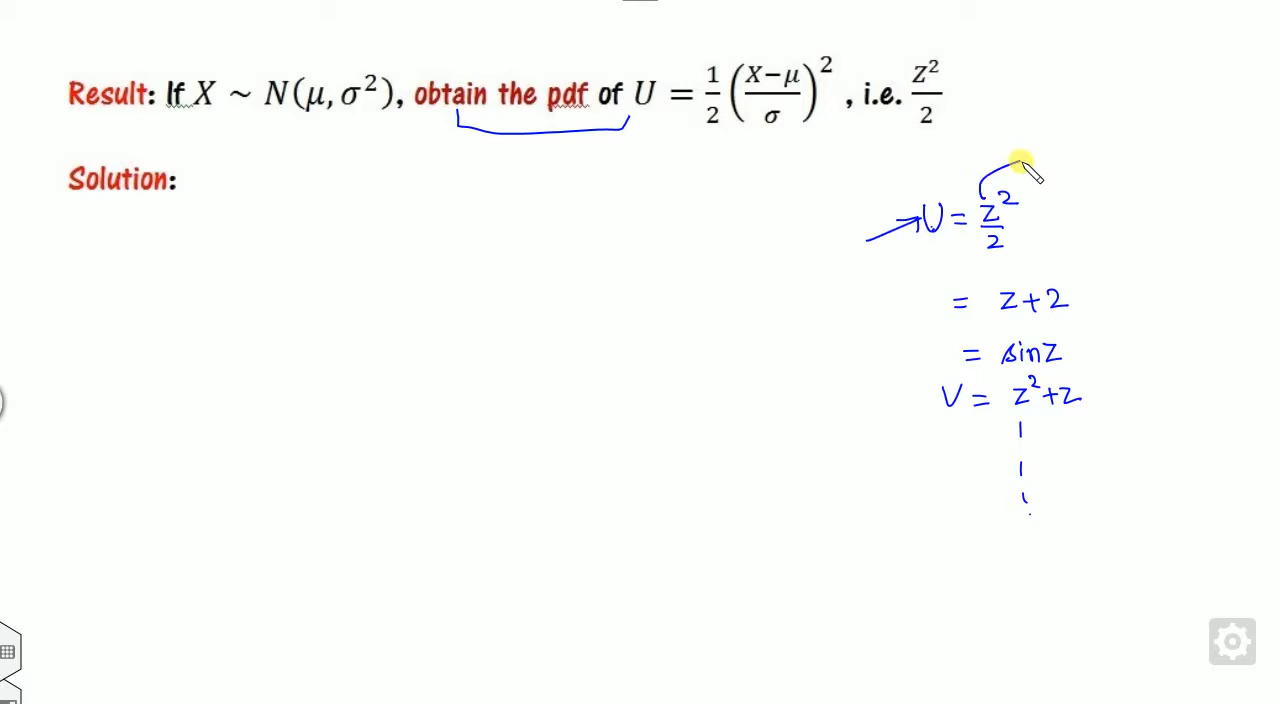 Result: If X ~ N(μ, σ²), obtain the pdf of U = 1/2 ((X−μ)/σ)², i.e. Z²/2
Solution:
U = z²/2
= z+2
= sinz
V = z²+z